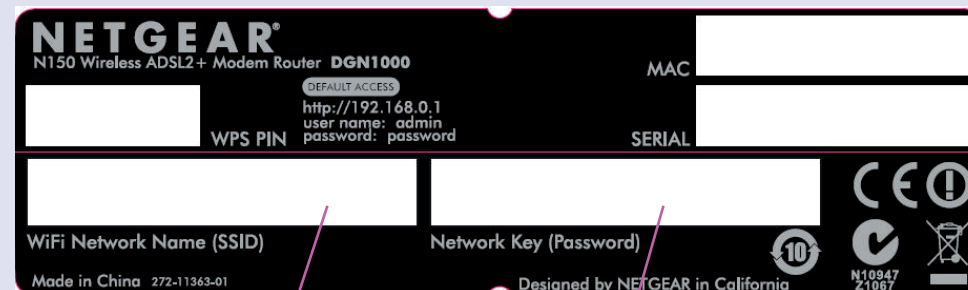 NETGEAR®
N150 Wireless ADSL2+ Modem Router DGN1000
MAC
DEFAULT ACCESS
http://192.168.0.1
user name: admin
WPS PIN password: password
SERIAL
WiFi Network Name (SSID)
Network Key (Password)
10
N10947
Z1067
Made in China 272-11363-01
Designed by NETGEAR in California